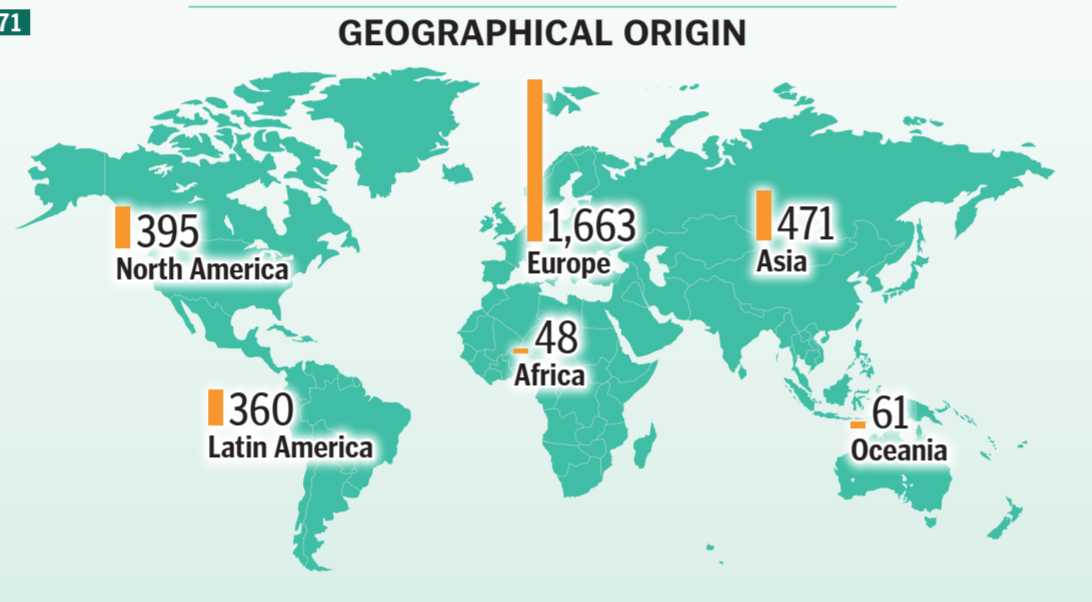 71
GEOGRAPHICAL ORIGIN
395
North America
1,663
Europe
471
Asia
48
Africa
360
Latin America
61
Oceania